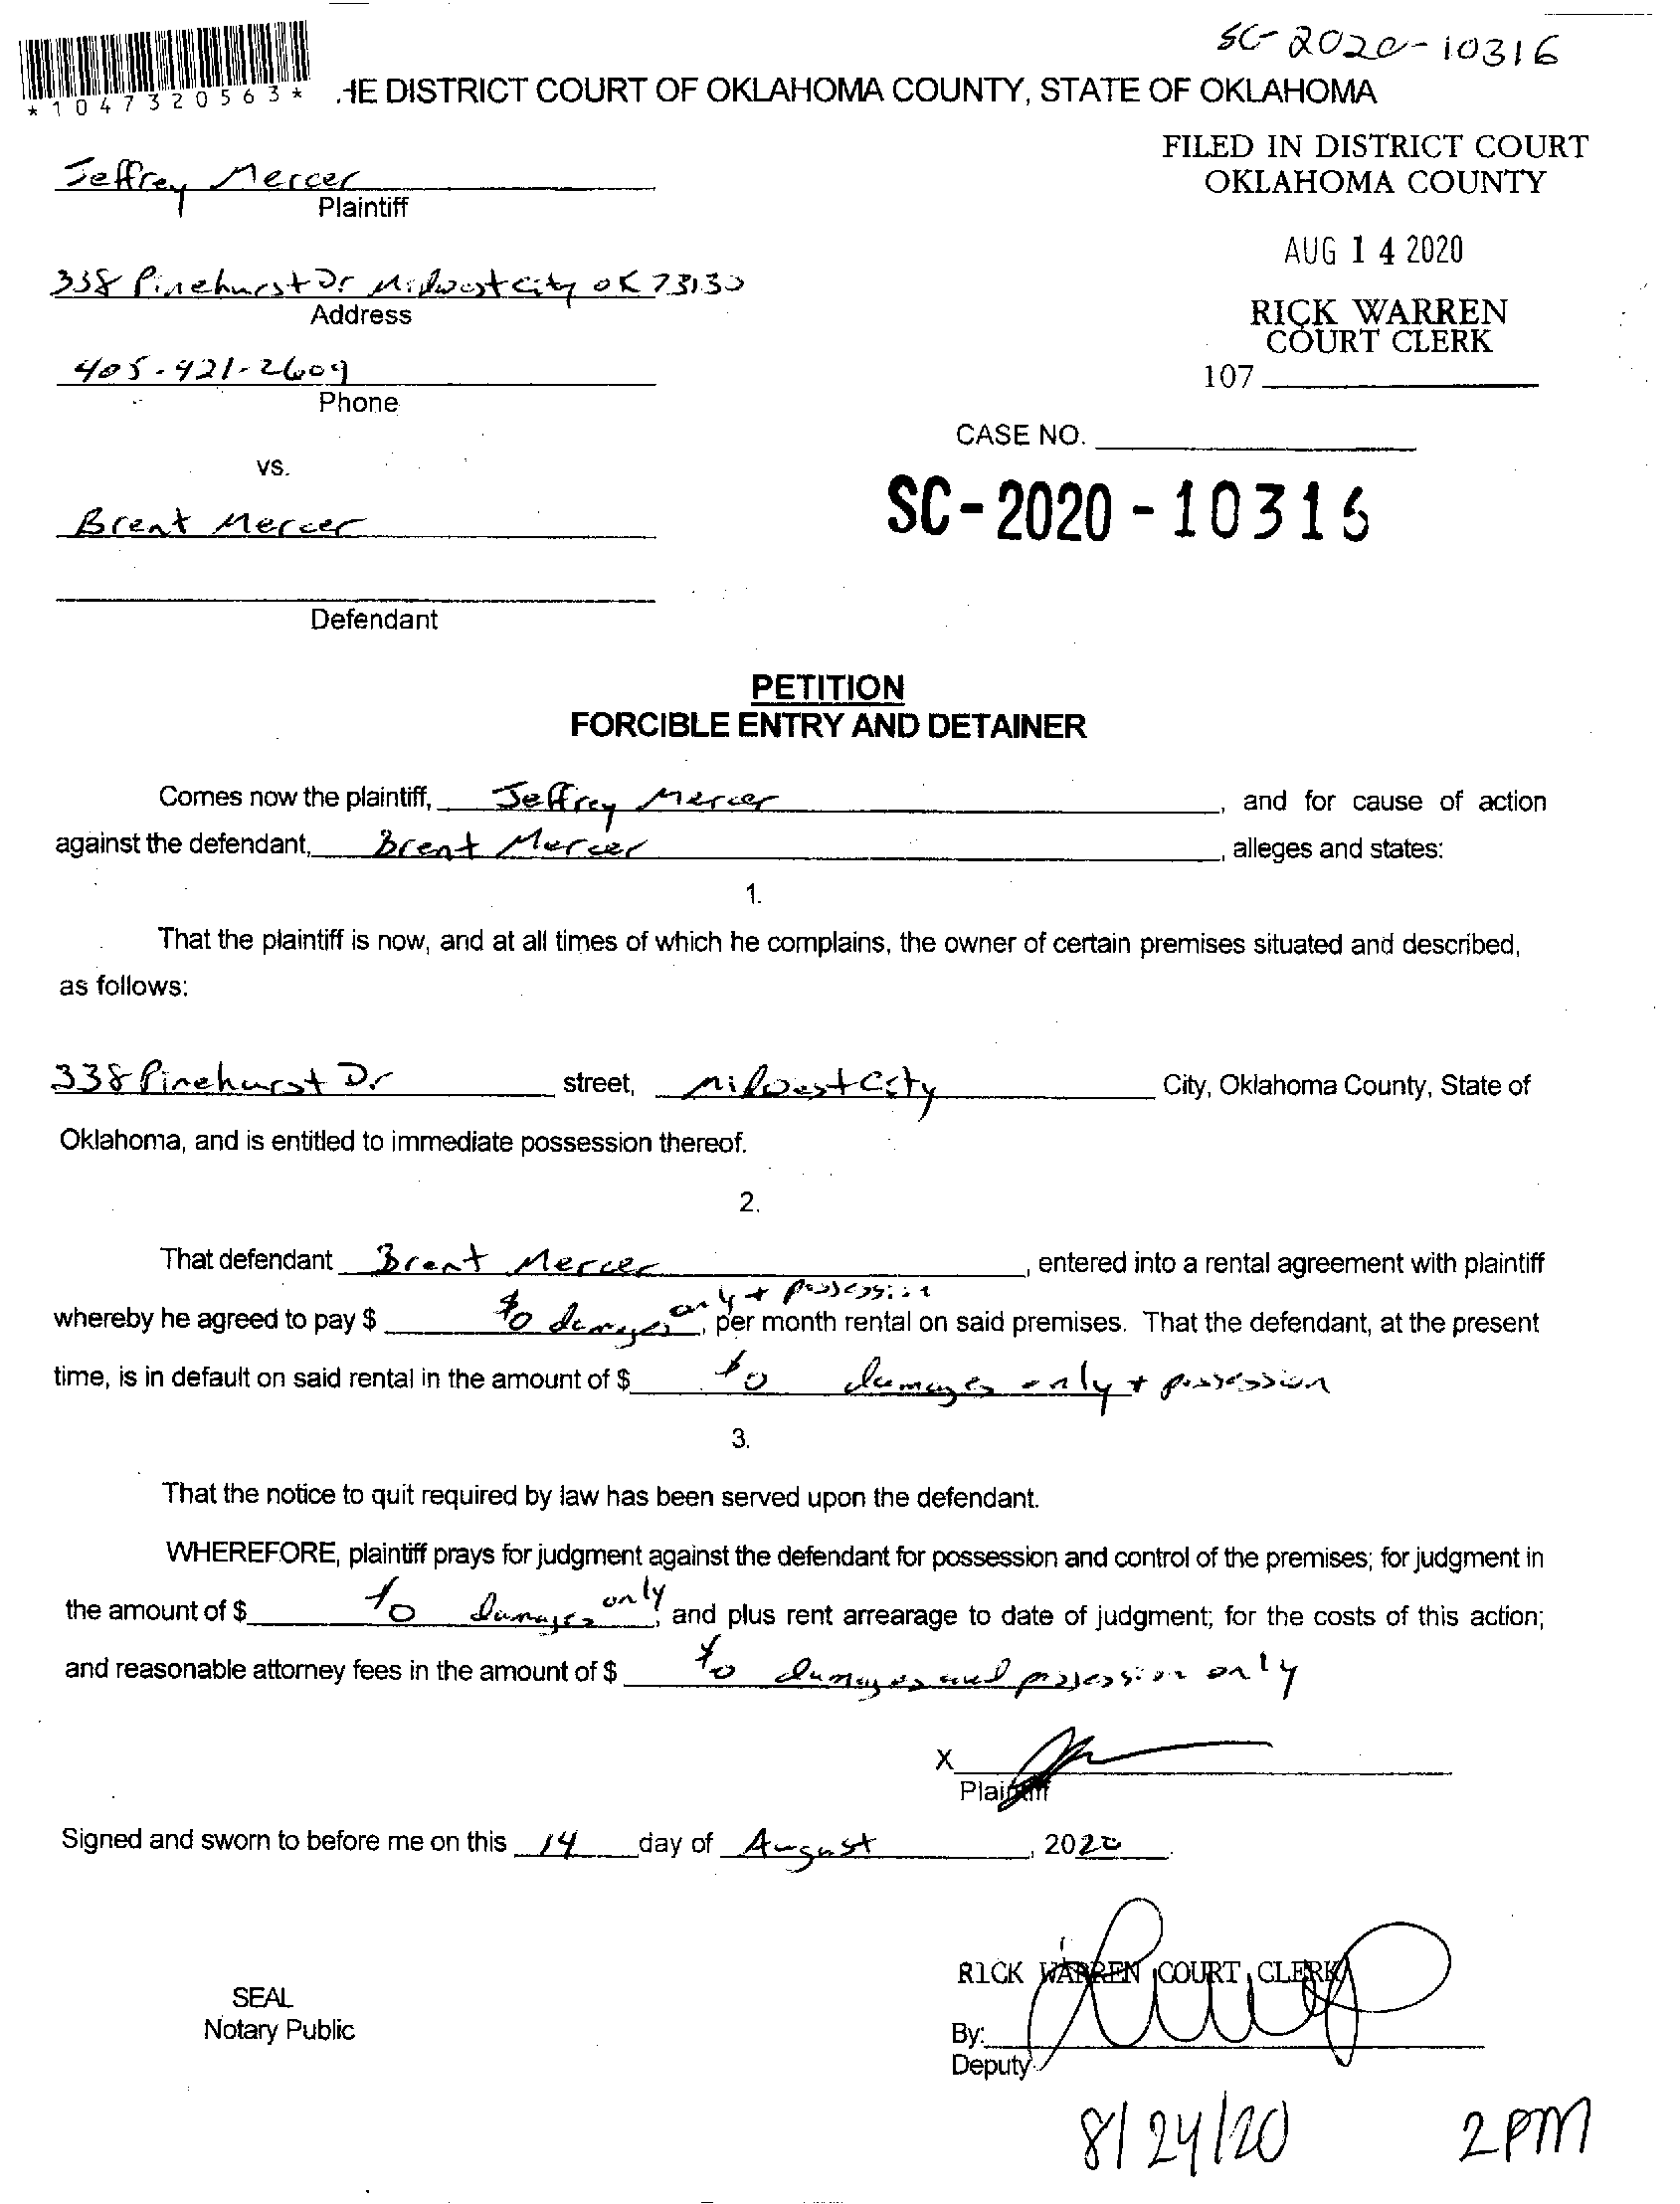 SC-2020-10316
*1047320563*
HE DISTRICT COURT OF OKLAHOMA COUNTY, STATE OF OKLAHOMA
FILED IN DISTRICT COURT
OKLAHOMA COUNTY
Jeffrey Mercer
Plaintiff
AUG 14 2020
338 Pinehurst Dr Midwest City OK 73130
Address
RICK WARREN
COURT CLERK
405-421-2609
Phone
107
CASE NO.
vs.
SC-2020-10316
Brent Mercer
Defendant
PETITION
FORCIBLE ENTRY AND DETAINER
Comes now the plaintiff, Jeffrey Mercer, and for cause of action
against the defendant, Brent Mercer, alleges and states:
1.
That the plaintiff is now, and at all times of which he complains, the owner of certain premises situated and described,
as follows:
338 Pinehurst Dr street, Midwest City City, Oklahoma County, State of
Oklahoma, and is entitled to immediate possession thereof.
2.
That defendant Brent Mercer, entered into a rental agreement with plaintiff
whereby he agreed to pay $ $0 damages only + possession, per month rental on said premises. That the defendant, at the present
time, is in default on said rental in the amount of $ $0 damages only + possession
3.
That the notice to quit required by law has been served upon the defendant.
WHEREFORE, plaintiff prays for judgment against the defendant for possession and control of the premises; for judgment in
the amount of $ $0 damages only; and plus rent arrearage to date of judgment; for the costs of this action;
and reasonable attorney fees in the amount of $ $0 damages and possession only
X
Plaintiff
Signed and sworn to before me on this 14 day of August, 2020.
RICK WARREN COURT CLERK
SEAL
Notary Public
By:
Deputy
8/24/20 2PM